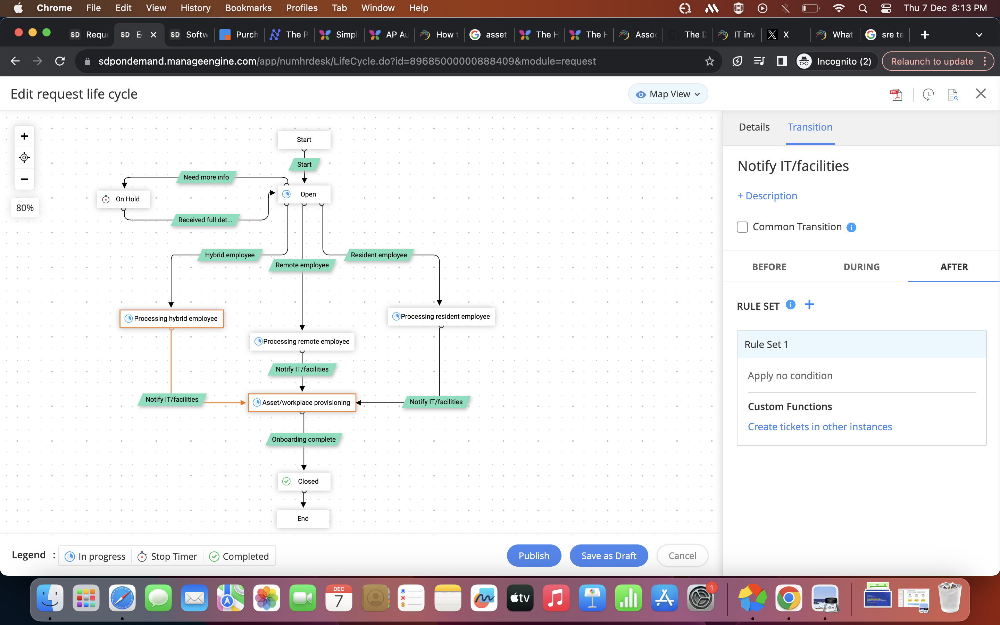 Chrome File Edit View History Bookmarks Profiles Tab Window Help Thu 7 Dec 8:13 PM
SD Reque SD E SD Softw Purch The P Simpl AP Au How t G asset The H The H Assoc The D IT inv X What G sre te
sdpondemand.manageengine.com/app/numhrdesk/LifeCycle.do?id=89685000000888409&module=request Incognito (2) Relaunch to update
Edit request life cycle Map View PDF
Details Transition
Notify IT/facilities
+ Description
Common Transition
BEFORE DURING AFTER
RULE SET
Rule Set 1
Apply no condition
Custom Functions
Create tickets in other instances
80%
Start
Start
Need more info
Open
On Hold
Received full det...
Hybrid employee
Resident employee
Remote employee
Processing hybrid employee
Processing resident employee
Processing remote employee
Notify IT/facilities
Notify IT/facilities
Asset/workplace provisioning
Notify IT/facilities
Onboarding complete
Closed
End
Legend : In progress Stop Timer Completed
Publish Save as Draft Cancel
DEC
7
tv
1